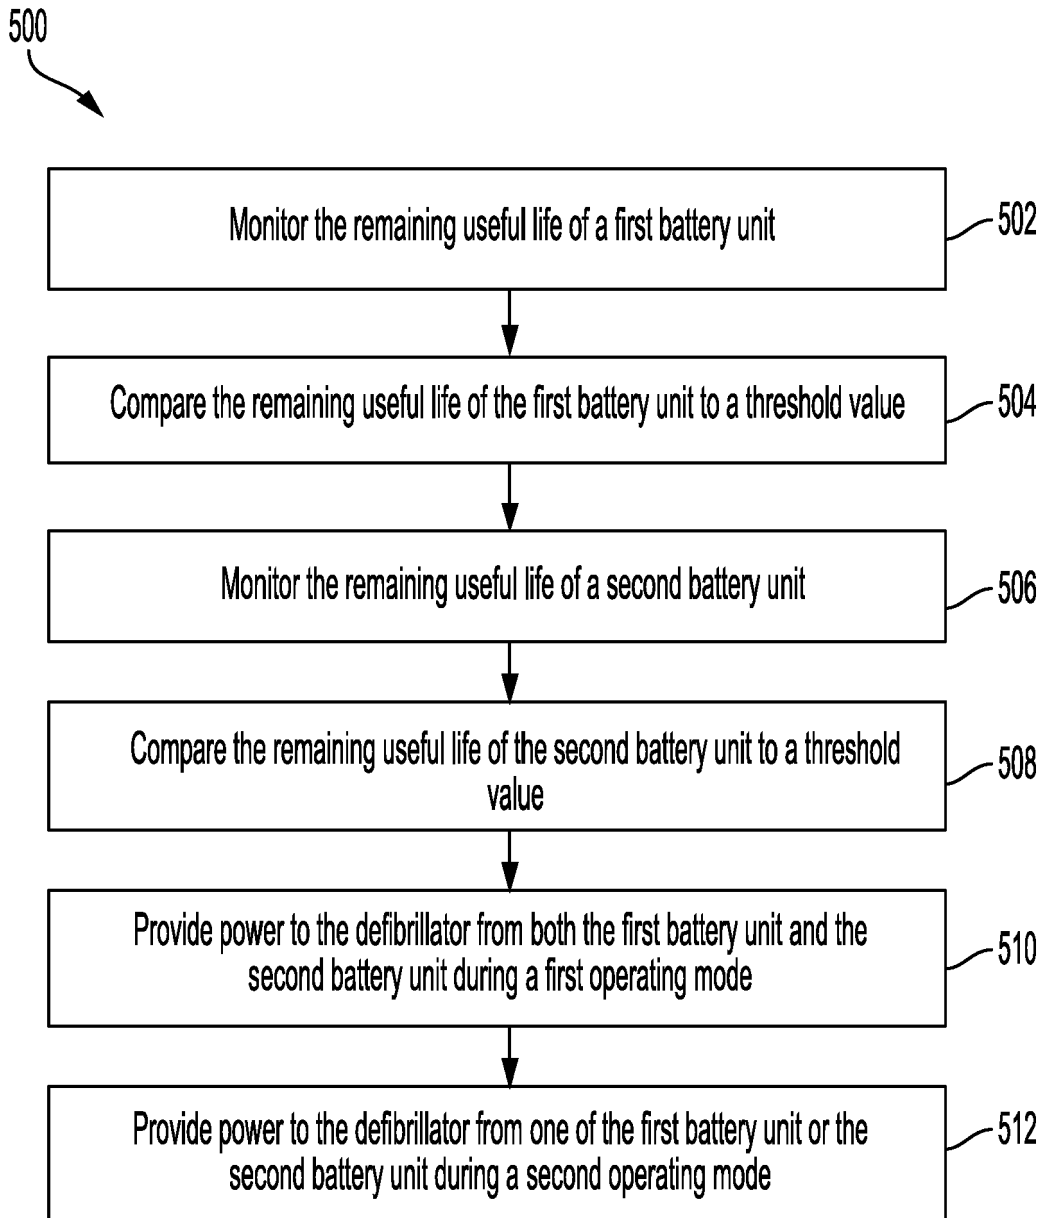 500
Monitor the remaining useful life of a first battery unit
502
Compare the remaining useful life of the first battery unit to a threshold value
504
Monitor the remaining useful life of a second battery unit
506
Compare the remaining useful life of the second battery unit to a threshold
value
508
Provide power to the defibrillator from both the first battery unit and the
second battery unit during a first operating mode
510
Provide power to the defibrillator from one of the first battery unit or the
second battery unit during a second operating mode
512